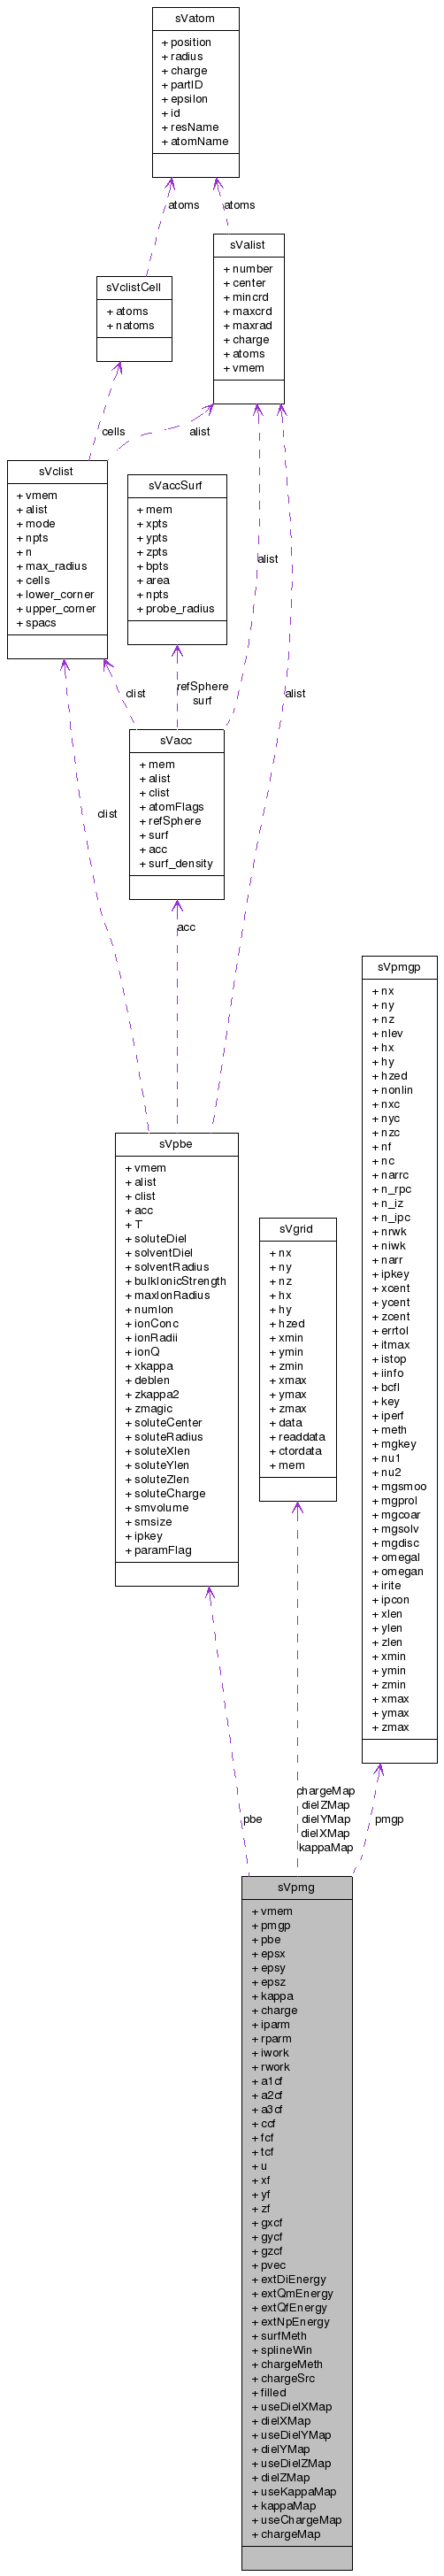 sVatom
+ position
+ radius
+ charge
+ partID
+ epsilon
+ id
+ resName
+ atomName
atoms
atoms
sValist
+ number
+ center
+ mincrd
+ maxcrd
+ maxrad
+ charge
+ atoms
+ vmem
sVclistCell
+ atoms
+ natoms
cells
alist
sVclist
+ vmem
+ alist
+ mode
+ npts
+ n
+ max_radius
+ cells
+ lower_corner
+ upper_corner
+ spacs
sVaccSurf
+ mem
+ xpts
+ ypts
+ zpts
+ bpts
+ area
+ npts
+ probe_radius
alist
clist
refSphere
surf
alist
sVacc
+ mem
+ alist
+ clist
+ atomFlags
+ refSphere
+ surf
+ acc
+ surf_density
clist
acc
sVpmgp
+ nx
+ ny
+ nz
+ nlev
+ hx
+ hy
+ hzed
+ nonlin
+ nxc
+ nyc
+ nzc
+ nf
+ nc
+ narrc
+ n_rpc
+ n_iz
+ n_ipc
+ nrwk
+ niwk
+ narr
+ ipkey
+ xcent
+ ycent
+ zcent
+ errtol
+ itmax
+ istop
+ iinfo
+ bcfl
+ key
+ iperf
+ meth
+ mgkey
+ nu1
+ nu2
+ mgsmoo
+ mgprol
+ mgcoar
+ mgsolv
+ mgdisc
+ omegal
+ omegan
+ irite
+ ipcon
+ xlen
+ ylen
+ zlen
+ xmin
+ ymin
+ zmin
+ xmax
+ ymax
+ zmax
sVpbe
+ vmem
+ alist
+ clist
+ acc
+ T
+ soluteDiel
+ solventDiel
+ solventRadius
+ bulkIonicStrength
+ maxIonRadius
+ numIon
+ ionConc
+ ionRadii
+ ionQ
+ xkappa
+ deblen
+ zkappa2
+ zmagic
+ soluteCenter
+ soluteRadius
+ soluteXlen
+ soluteYlen
+ soluteZlen
+ soluteCharge
+ smvolume
+ smsize
+ ipkey
+ paramFlag
sVgrid
+ nx
+ ny
+ nz
+ hx
+ hy
+ hzed
+ xmin
+ ymin
+ zmin
+ xmax
+ ymax
+ zmax
+ data
+ readdata
+ ctordata
+ mem
pbe
chargeMap
dielZMap
dielYMap
dielXMap
kappaMap
pmgp
sVpmg
+ vmem
+ pmgp
+ pbe
+ epsx
+ epsy
+ epsz
+ kappa
+ charge
+ iparm
+ rparm
+ iwork
+ rwork
+ a1cf
+ a2cf
+ a3cf
+ ccf
+ fcf
+ tcf
+ u
+ xf
+ yf
+ zf
+ gxcf
+ gycf
+ gzcf
+ pvec
+ extDiEnergy
+ extQmEnergy
+ extQfEnergy
+ extNpEnergy
+ surfMeth
+ splineWin
+ chargeMeth
+ chargeSrc
+ filled
+ useDielXMap
+ dielXMap
+ useDielYMap
+ dielYMap
+ useDielZMap
+ dielZMap
+ useKappaMap
+ kappaMap
+ useChargeMap
+ chargeMap